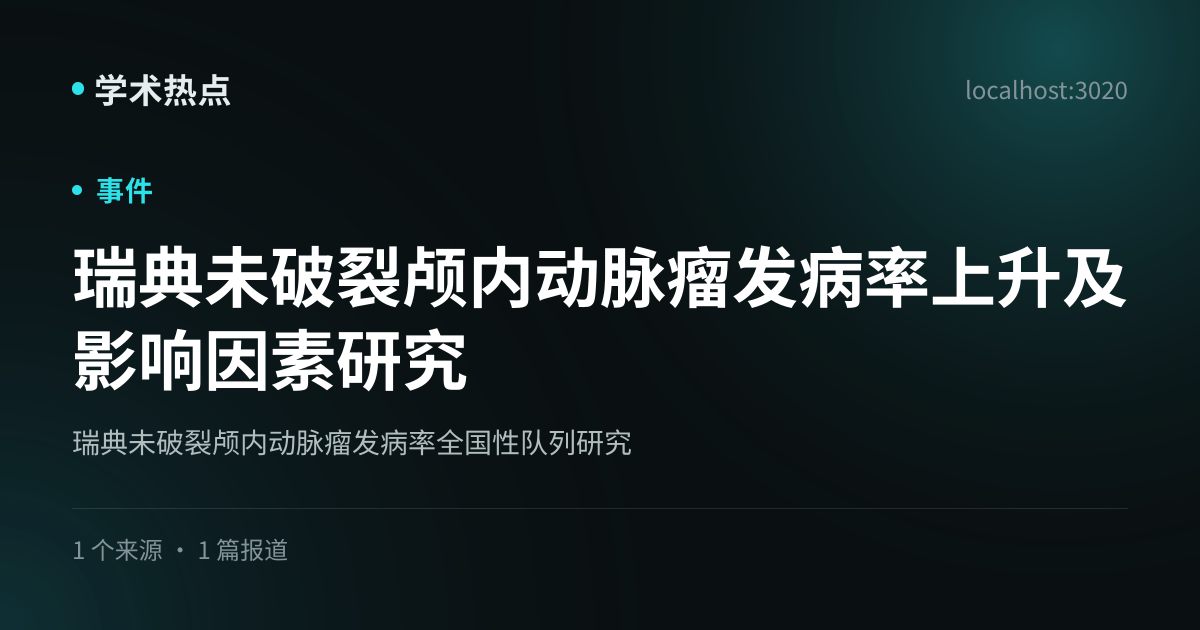 学术热点
localhost:3020
事件
瑞典未破裂颅内动脉瘤发病率上升及
影响因素研究
瑞典未破裂颅内动脉瘤发病率全国性队列研究
1 个来源 · 1 篇报道